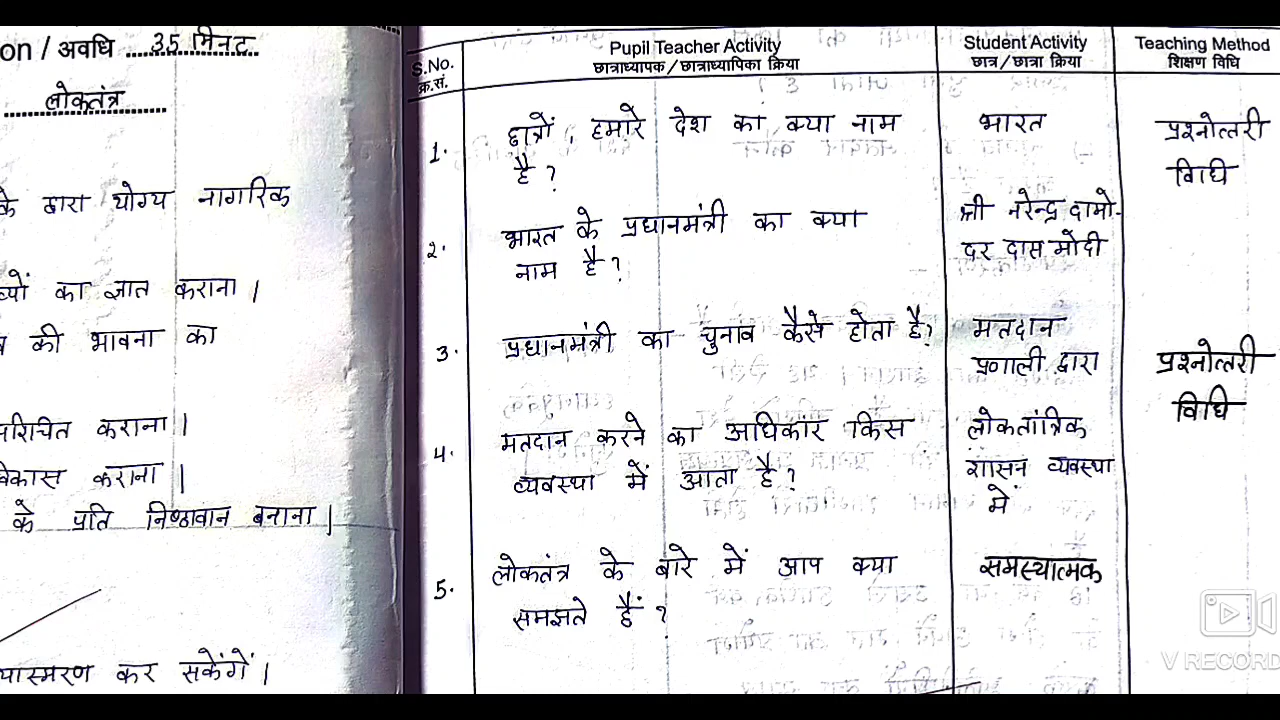 on / अवधि 35 मिनट
लोकतंत्र
के द्वारा योग्य नागरिक
का ज्ञात कराना।
की भावना का
परिचित कराना।
विकास कराना।
के प्रति निष्ठावान बनाना।
कर सकेंगें।
S.No. Pupil Teacher Activity Student Activity Teaching Method
क्र.सं. छात्राध्यापक/छात्राध्यापिका क्रिया छात्र/छात्रा क्रिया शिक्षण विधि
1. छात्रों, हमारे देश का क्या नाम भारत प्रश्नोत्तरी
है? विधि
2. भारत के प्रधानमंत्री का क्या श्री नरेन्द्र दामो-
नाम है? दर दास मोदी
3. प्रधानमंत्री का चुनाव कैसे होता है? मतदान
प्रणाली द्वारा प्रश्नोत्तरी
विधि
4. मतदान करने का अधिकार किस लोकतांत्रिक
व्यवस्था में आता है? शासन व्यवस्था
में
5. लोकतंत्र के बारे में आप क्या समस्यात्मक
समझते हैं?
V RECORD